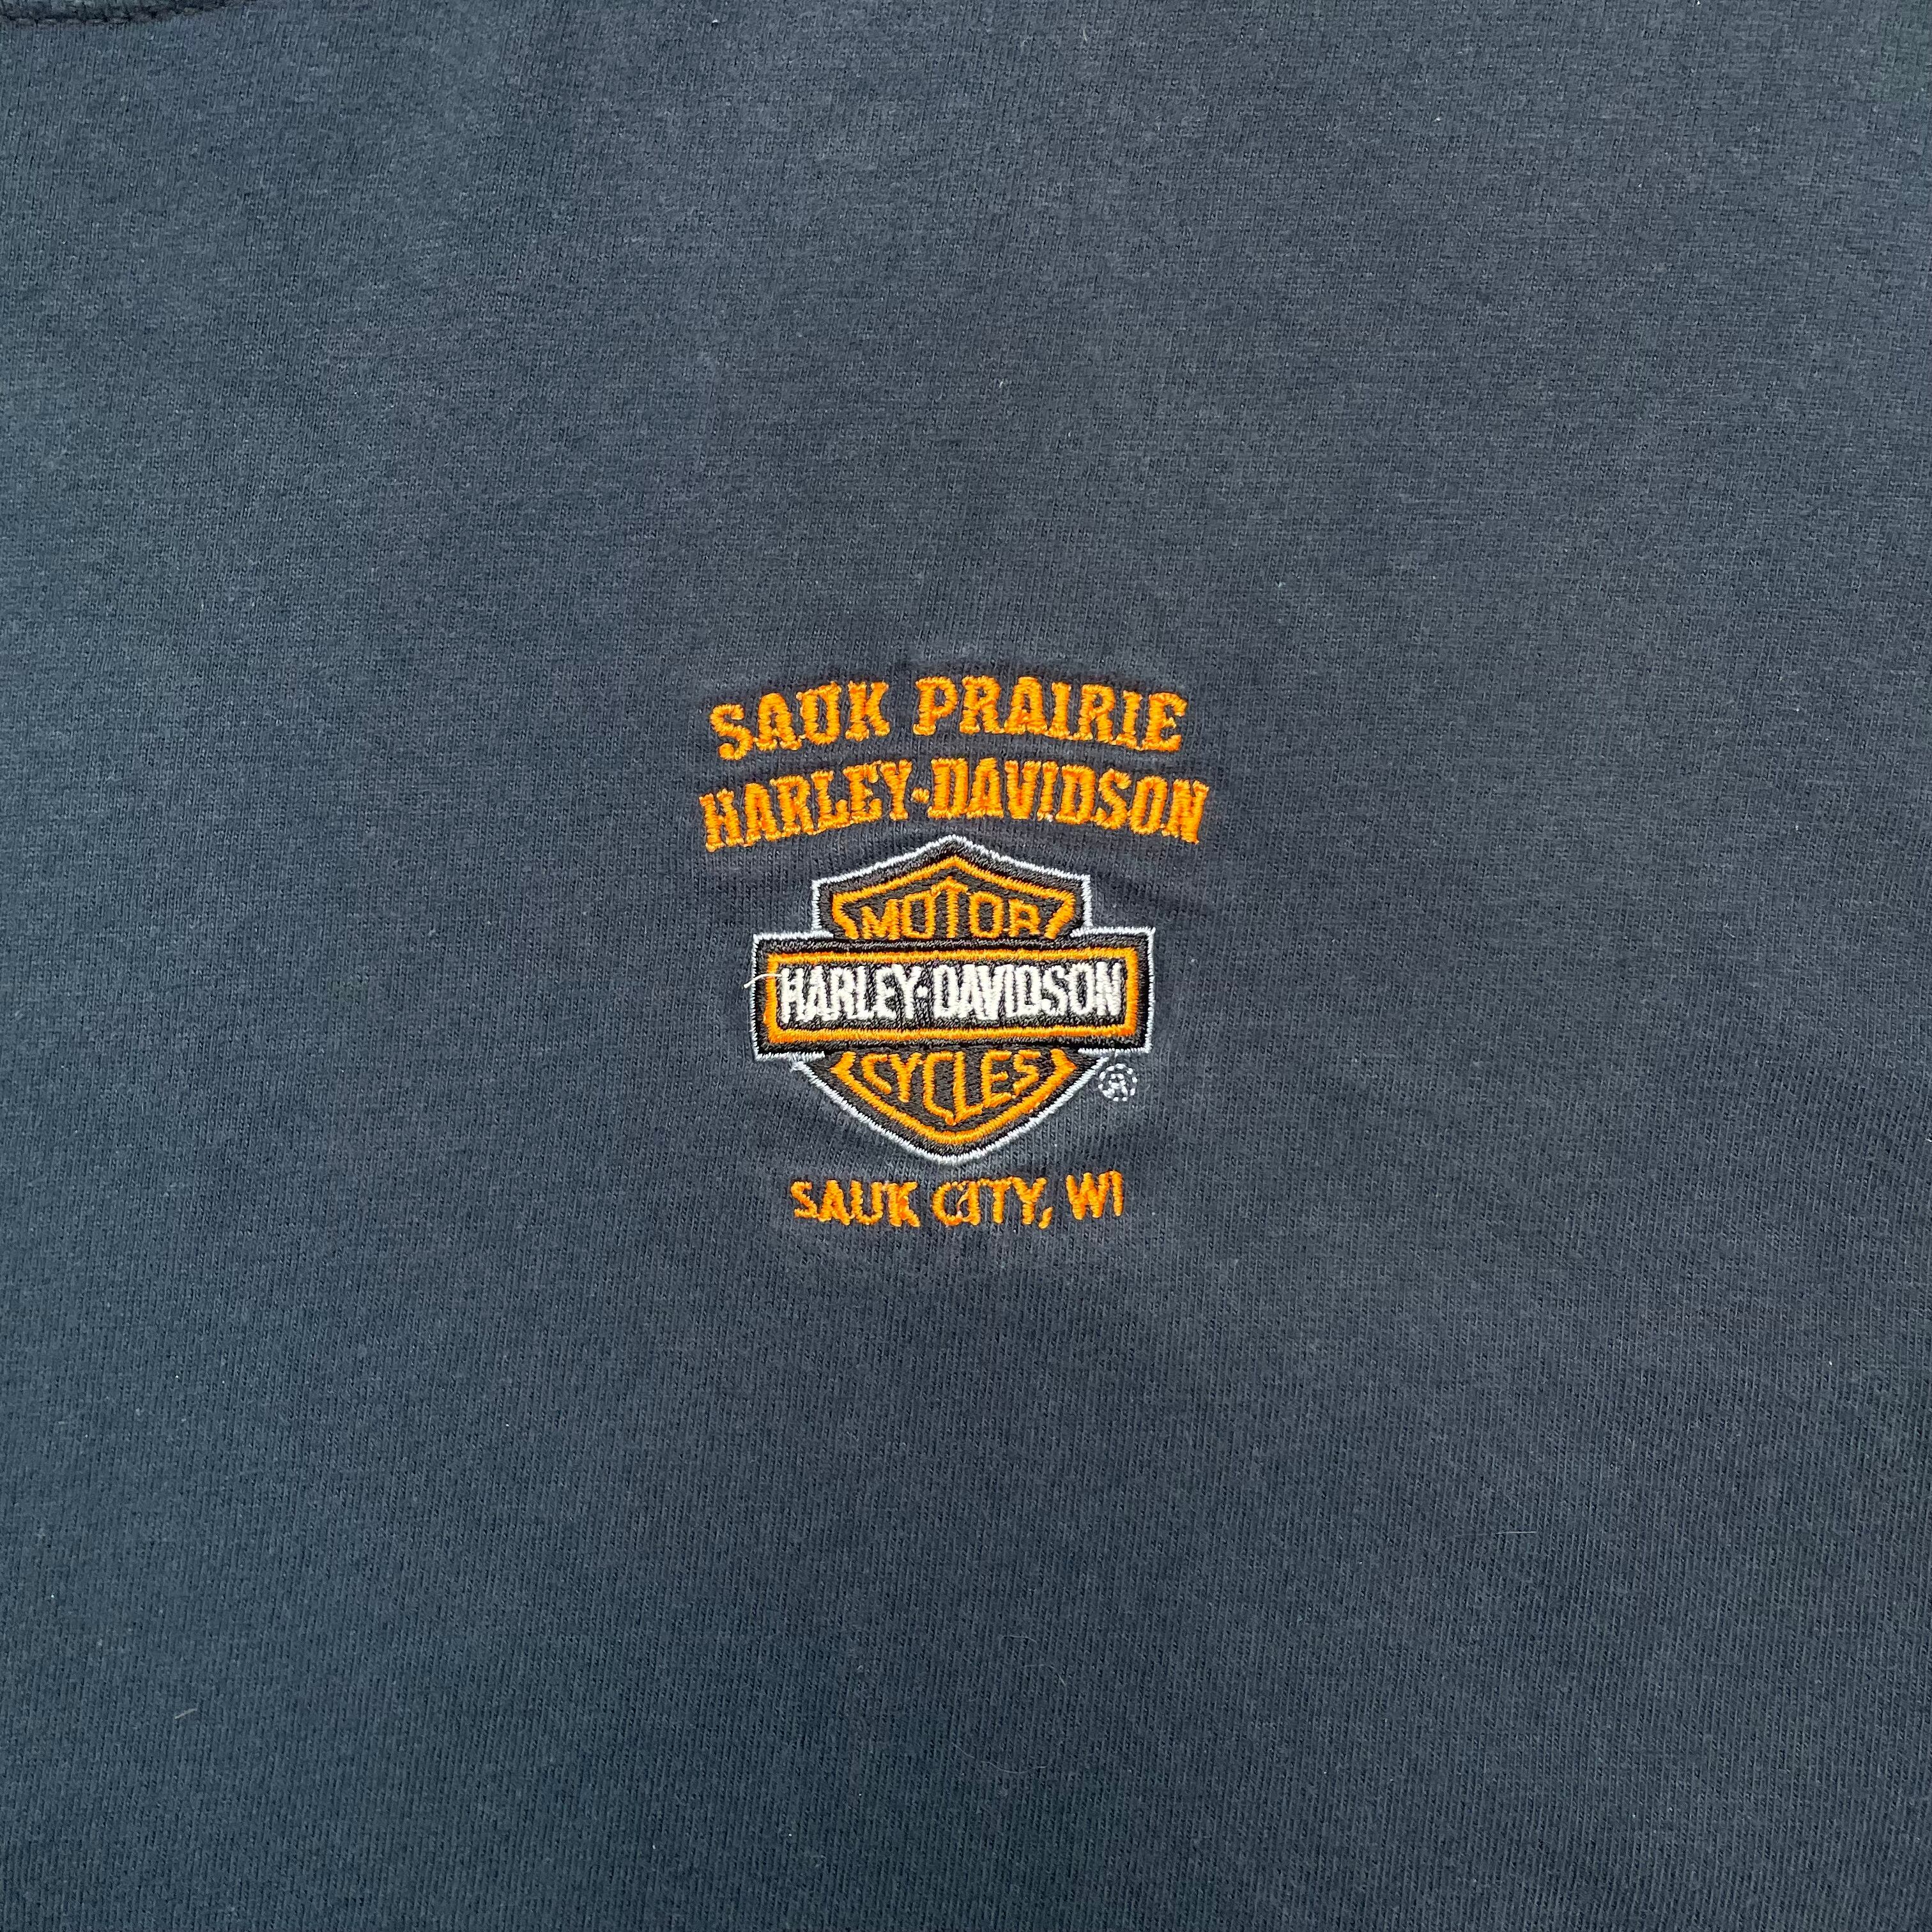 SAUK PRAIRIE
HARLEY-DAVIDSON
MOTOR
HARLEY-DAVIDSON
CYCLES
®
SAUK CITY, WI